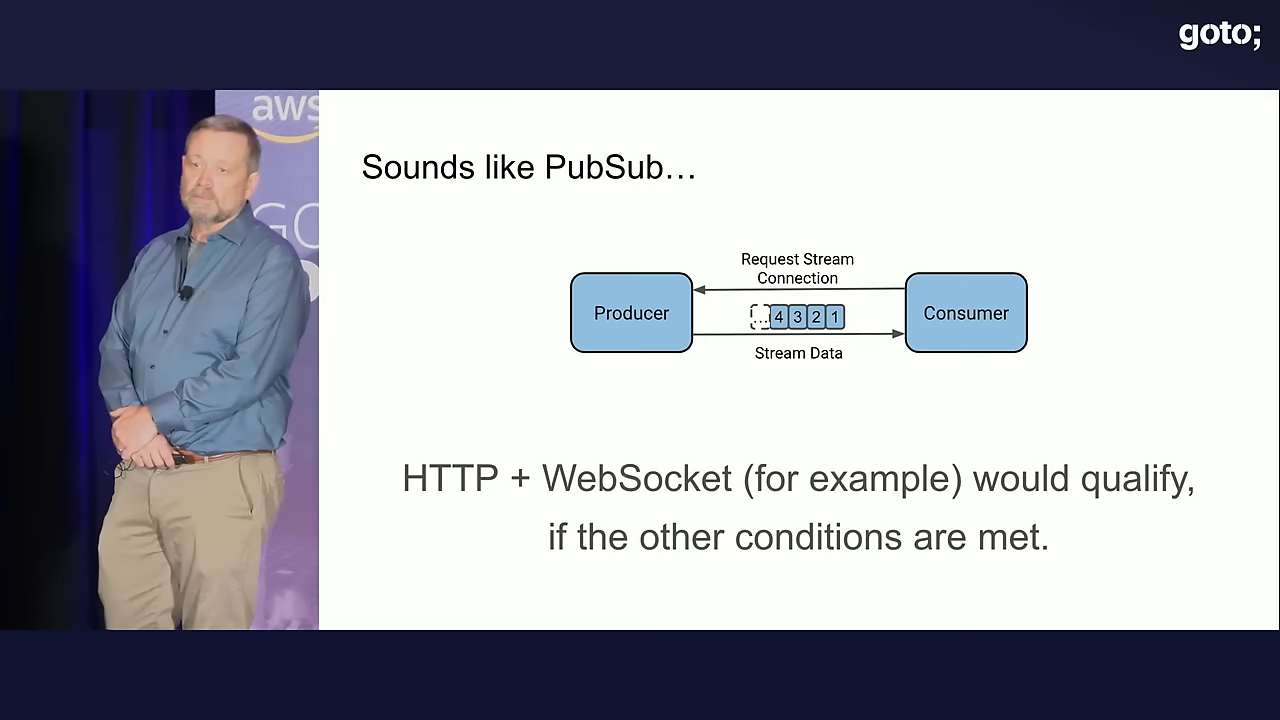 goto;
aws
GO
Sounds like PubSub...
Request Stream
Connection
Producer
... 4 3 2 1
Consumer
Stream Data
HTTP + WebSocket (for example) would qualify,
if the other conditions are met.